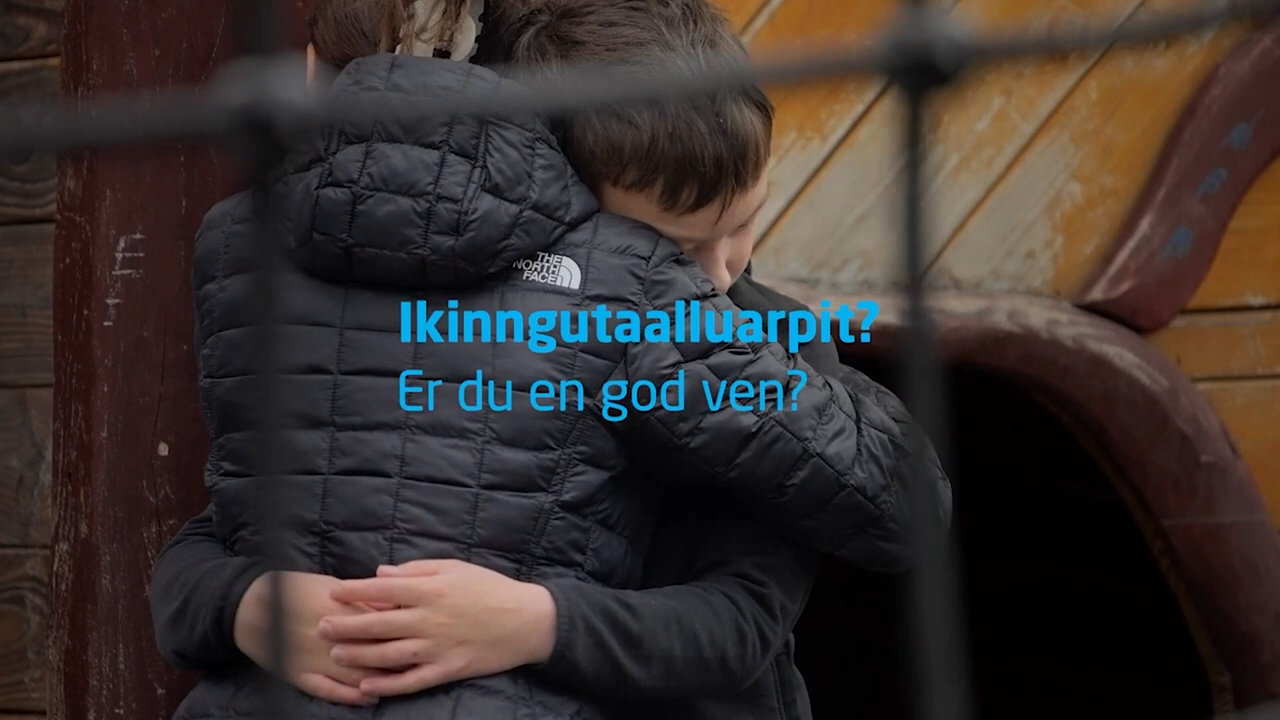 THE
NORTH
FACE
Ikinngutaalluarpit?
Er du en god ven?